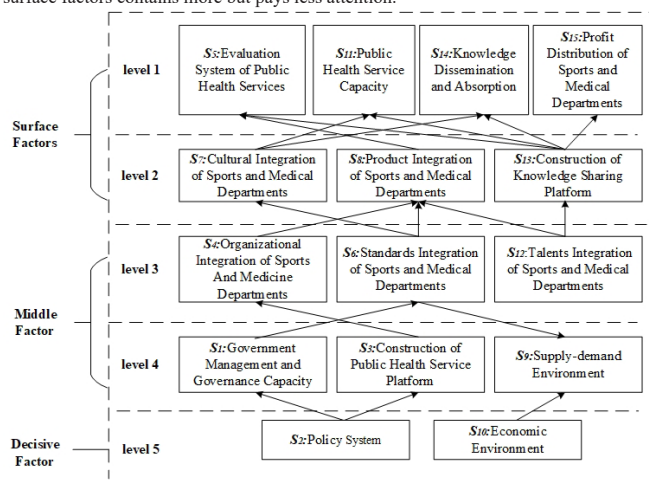 surface factors contains more but pays less attention.
level 1
S5:Evaluation
System of Public
Health Services
S11:Public
Health Service
Capacity
S14:Knowledge
Dissemination
and Absorption
S15:Profit
Distribution of
Sports and
Medical
Departments
Surface
Factors
level 2
S7:Cultural Integration
of Sports and Medical
Departments
S8:Product Integration
of Sports and Medical
Departments
S13:Construction of
Knowledge Sharing
Platform
level 3
S4:Organizational
Integration of Sports
And Medicine
Departments
S6:Standards Integration
of Sports and Medical
Departments
S12:Talents Integration
of Sports and Medical
Departments
Middle
Factor
level 4
S1:Government
Management and
Governance Capacity
S3:Construction of
Public Health Service
Platform
S9:Supply-demand
Environment
Decisive
Factor
level 5
S2:Policy System
S10:Economic
Environment